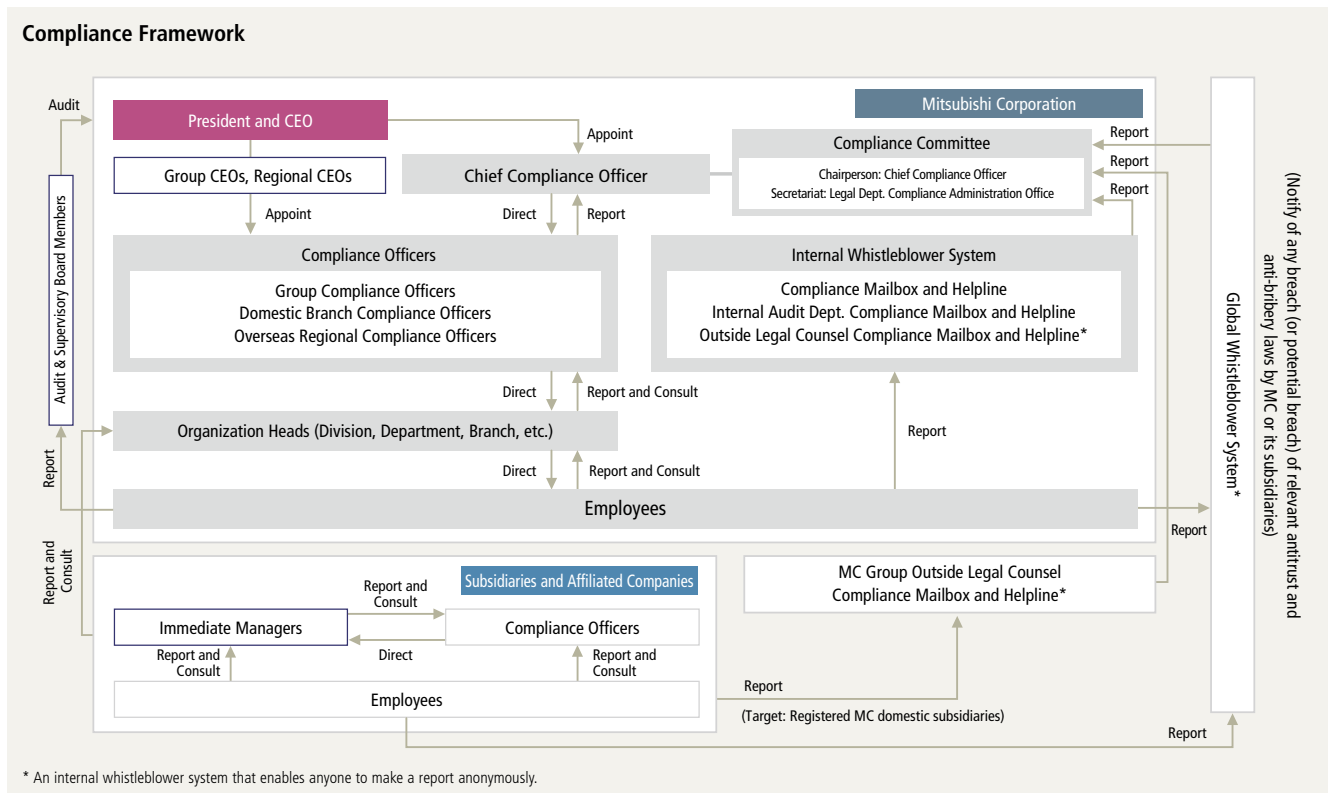 Compliance Framework
Audit
Mitsubishi Corporation
President and CEO
Appoint
Report
Compliance Committee
Chairperson: Chief Compliance Officer
Secretariat: Legal Dept. Compliance Administration Office
Report
Report
Group CEOs, Regional CEOs
Chief Compliance Officer
Appoint
Direct
Report
Audit & Supervisory Board Members
Compliance Officers
Group Compliance Officers
Domestic Branch Compliance Officers
Overseas Regional Compliance Officers
Internal Whistleblower System
Compliance Mailbox and Helpline
Internal Audit Dept. Compliance Mailbox and Helpline
Outside Legal Counsel Compliance Mailbox and Helpline*
Global Whistleblower System*
(Notify of any breach (or potential breach) of relevant antitrust and
anti-bribery laws by MC or its subsidiaries)
Direct
Report and Consult
Organization Heads (Division, Department, Branch, etc.)
Report
Report
Direct
Report and Consult
Employees
Report
Report and
Consult
Subsidiaries and Affiliated Companies
MC Group Outside Legal Counsel
Compliance Mailbox and Helpline*
Report and
Consult
Immediate Managers
Compliance Officers
Report and
Consult
Direct
Report and
Consult
Employees
Report
(Target: Registered MC domestic subsidiaries)
Report
* An internal whistleblower system that enables anyone to make a report anonymously.